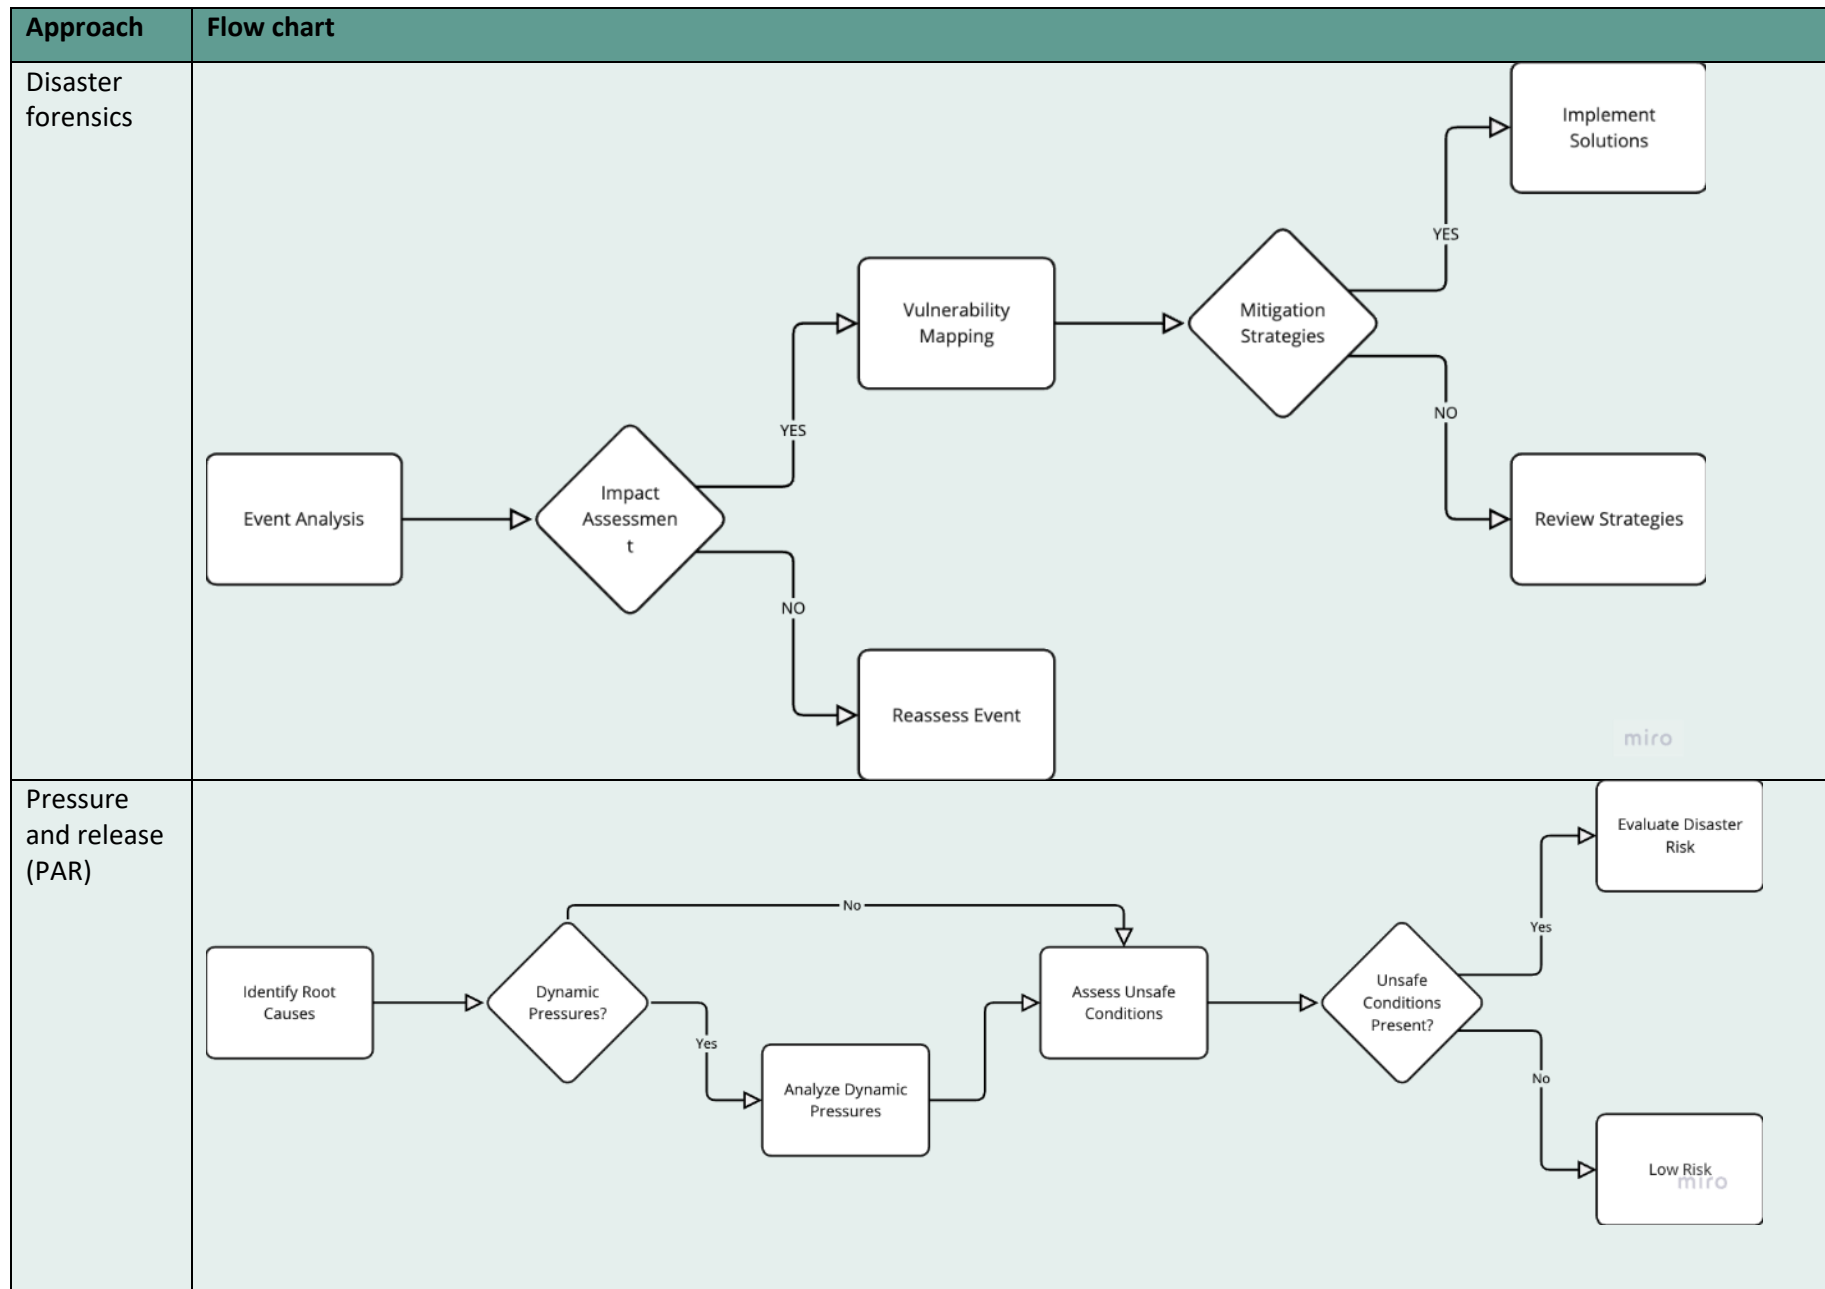 Approach
Flow chart
Disaster
forensics
Implement
Solutions
YES
Vulnerability
Mapping
Mitigation
Strategies
YES
NO
Event Analysis
Impact
Assessmen
t
Review Strategies
NO
Reassess Event
miro
Pressure
and release
(PAR)
Evaluate Disaster
Risk
No
Yes
Identify Root
Causes
Dynamic
Pressures?
Assess Unsafe
Conditions
Unsafe
Conditions
Present?
Yes
Analyze Dynamic
Pressures
No
Low Risk
miro